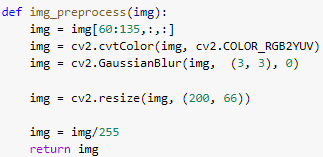 def img_preprocess(img):
    img = img[60:135,:,:]
    img = cv2.cvtColor(img, cv2.COLOR_RGB2YUV)
    img = cv2.GaussianBlur(img,  (3, 3), 0)
    img = cv2.resize(img, (200, 66))
    img = img/255
    return img